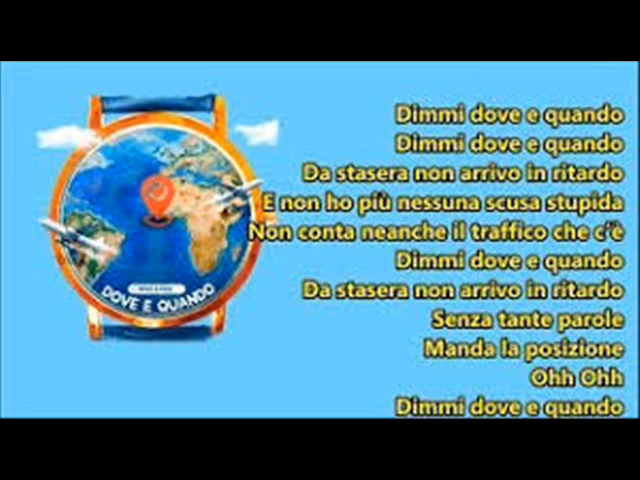 Dimmi dove e quando
Dimmi dove e quando
Da stasera non arrivo in ritardo
E non ho più nessuna scusa stupida
Non conta neanche il traffico che c'è
Dimmi dove e quando
Da stasera non arrivo in ritardo
Senza tante parole
Manda la posizione
Ohh Ohh
Dimmi dove e quando
DOVE E QUANDO